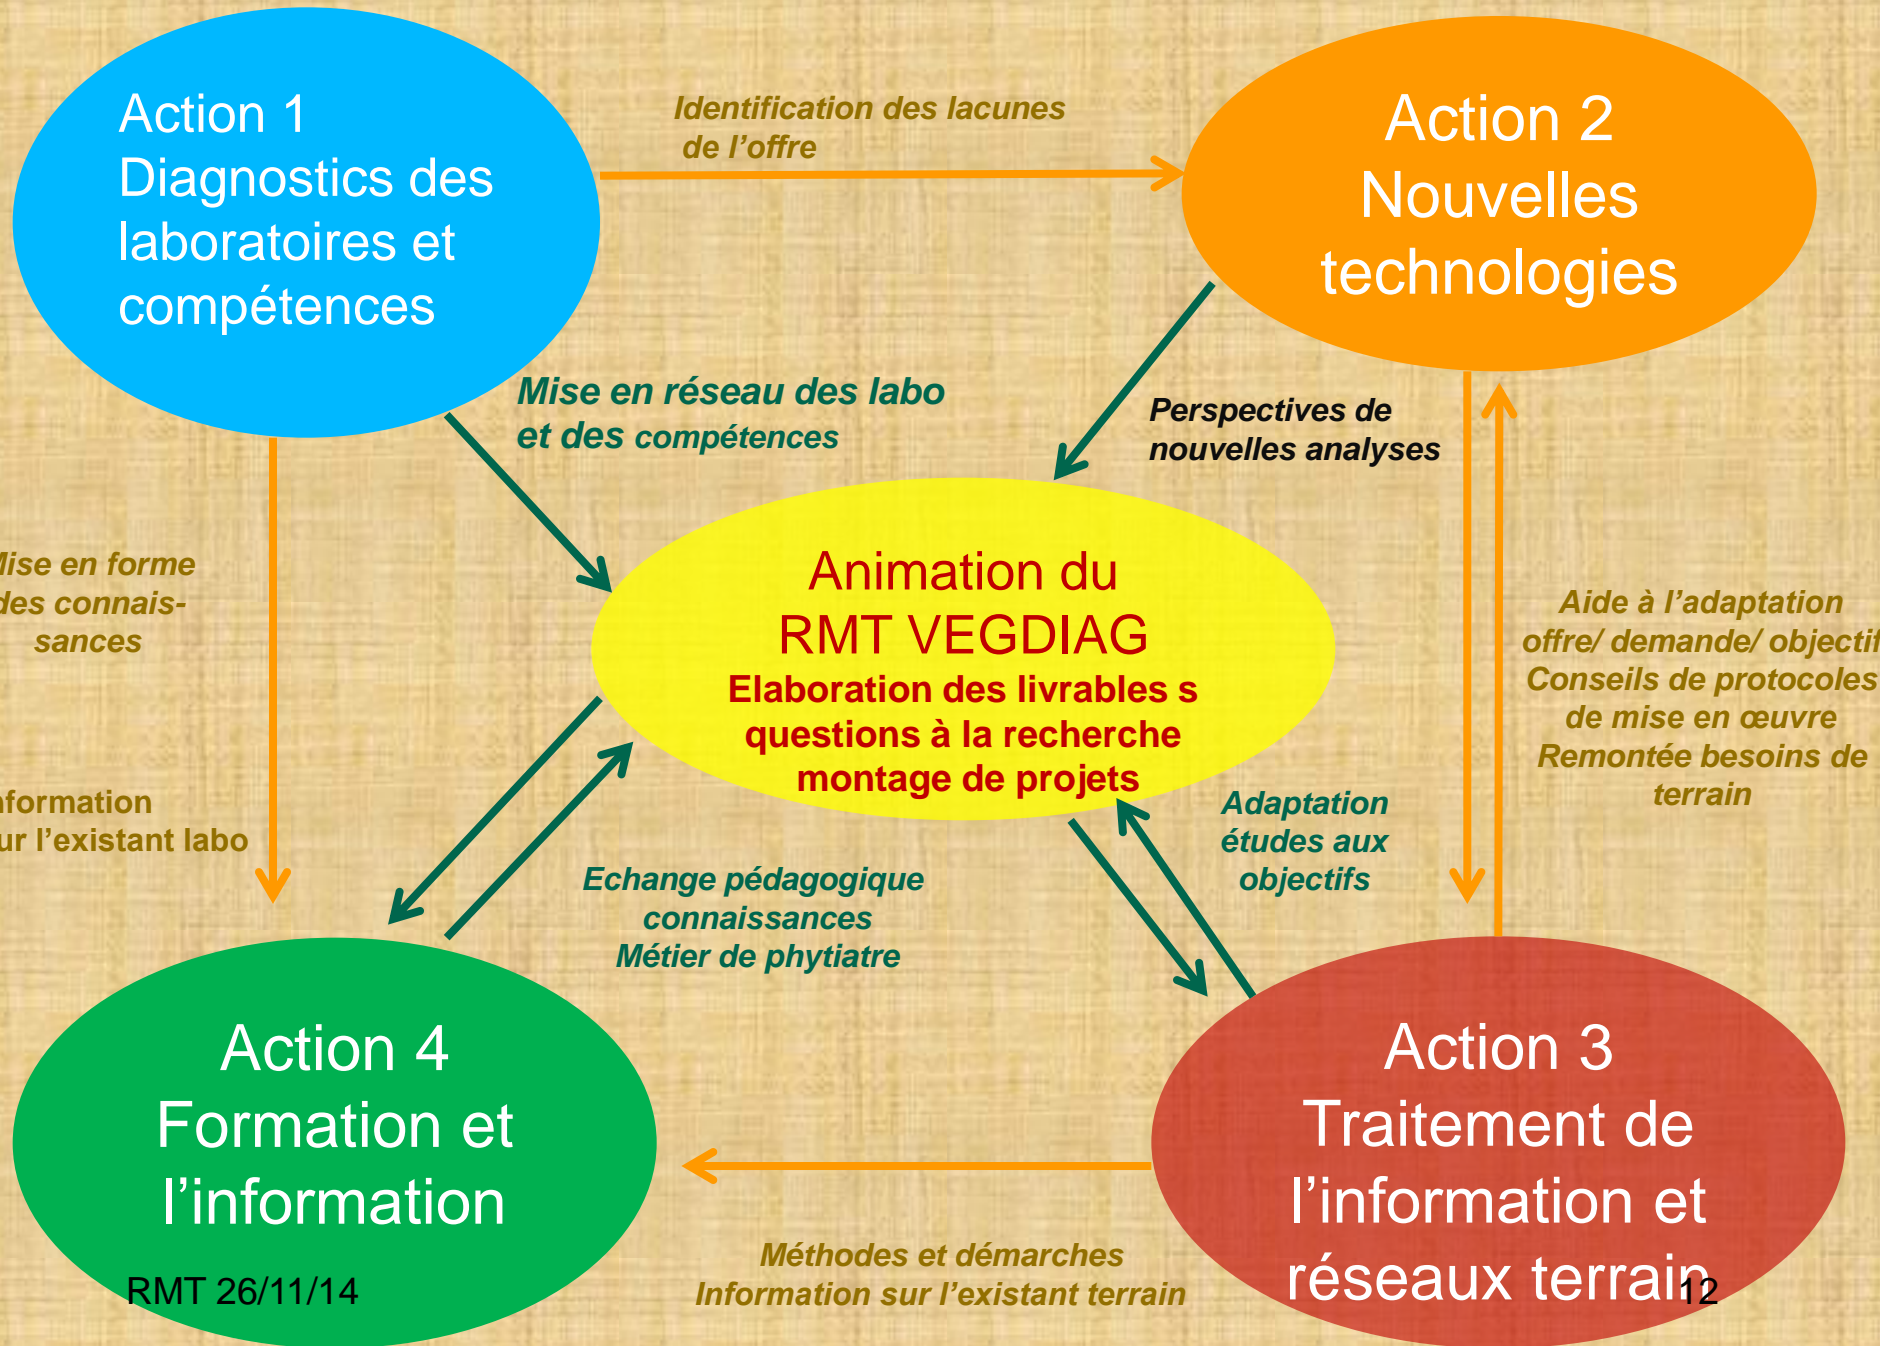 Action 1
Diagnostics des
laboratoires et
compétences
Identification des lacunes
de l'offre
Action 2
Nouvelles
technologies
Mise en réseau des labo
et des compétences
Perspectives de
nouvelles analyses
Mise en forme
des connais-
sances
Animation du
RMT VEGDIAG
Elaboration des livrables s
questions à la recherche
montage de projets
Aide à l'adaptation
offre/ demande/ objectif
Conseils de protocoles
de mise en œuvre
Remontée besoins de
terrain
nformation
ur l'existant labo
Adaptation
études aux
objectifs
Echange pédagogique
connaissances
Métier de phytiatre
Action 4
Formation et
l'information
Action 3
Traitement de
l'information et
réseaux terrain
Méthodes et démarches
Information sur l'existant terrain
RMT 26/11/14
12